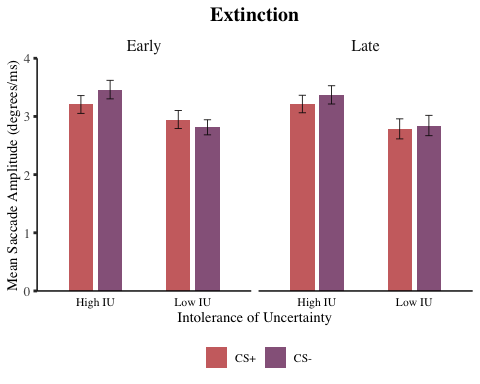 Extinction
Early
Late
Mean Saccade Amplitude (degrees/ms)
4
3
2
1
0
High IU
Low IU
High IU
Low IU
Intolerance of Uncertainty
CS+
CS-